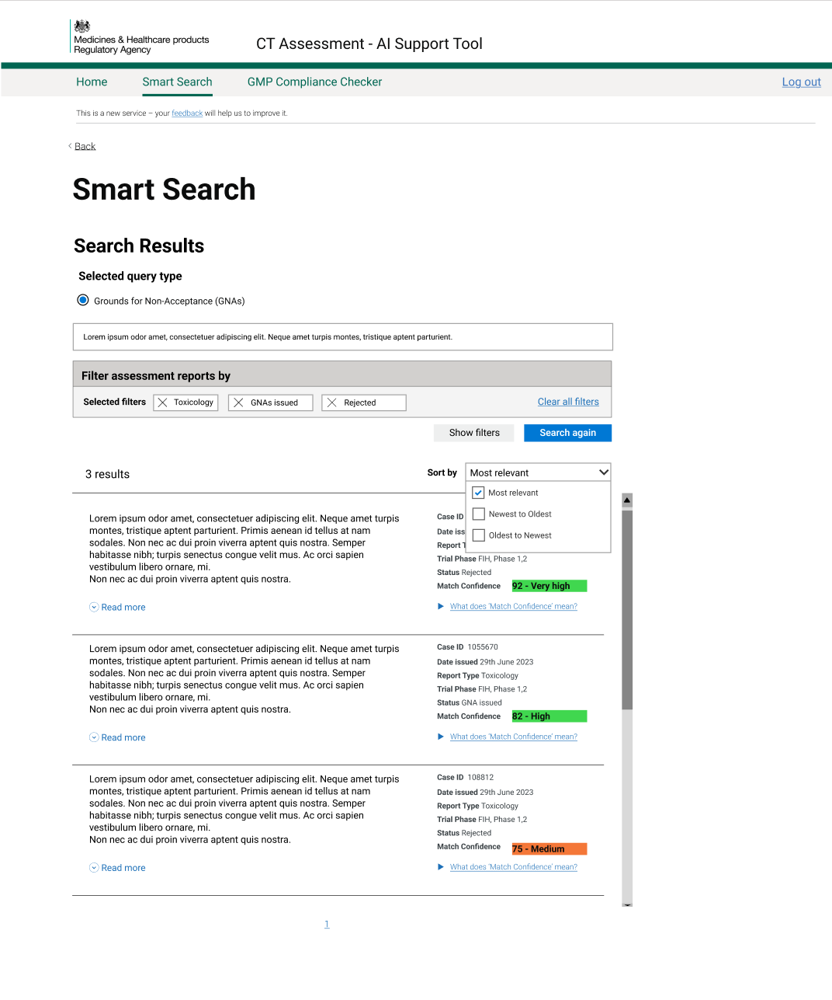 Medicines & Healthcare products
Regulatory Agency
CT Assessment - AI Support Tool
Home
Smart Search
GMP Compliance Checker
Log out
This is a new service – your feedback will help us to improve it.
Back
Smart Search
Search Results
Selected query type
Grounds for Non-Acceptance (GNAs)
Lorem ipsum odor amet, consectetuer adipiscing elit. Neque amet turpis montes, tristique aptent parturient.
Filter assessment reports by
Selected filters
Toxicology
GNAs issued
Rejected
Clear all filters
Show filters
Search again
3 results
Sort by
Most relevant
Most relevant
Newest to Oldest
Oldest to Newest
Lorem ipsum odor amet, consectetuer adipiscing elit. Neque amet turpis
montes, tristique aptent parturient. Primis aenean id tellus at nam
sodales. Non nec ac dui proin viverra aptent quis nostra. Semper
habitasse nibh; turpis senectus congue velit mus. Ac orci sapien
vestibulum libero ornare, mi.
Non nec ac dui proin viverra aptent quis nostra.
Read more
Case ID
Date iss
Report T
Trial Phase FIH, Phase 1,2
Status Rejected
Match Confidence 92 - Very high
What does 'Match Confidence' mean?
Lorem ipsum odor amet, consectetuer adipiscing elit. Neque amet turpis
montes, tristique aptent parturient. Primis aenean id tellus at nam
sodales. Non nec ac dui proin viverra aptent quis nostra. Semper
habitasse nibh; turpis senectus congue velit mus. Ac orci sapien
vestibulum libero ornare, mi.
Non nec ac dui proin viverra aptent quis nostra.
Read more
Case ID 1055670
Date issued 29th June 2023
Report Type Toxicology
Trial Phase FIH, Phase 1,2
Status GNA issued
Match Confidence 82 - High
What does 'Match Confidence' mean?
Lorem ipsum odor amet, consectetuer adipiscing elit. Neque amet turpis
montes, tristique aptent parturient. Primis aenean id tellus at nam
sodales. Non nec ac dui proin viverra aptent quis nostra. Semper
habitasse nibh; turpis senectus congue velit mus. Ac orci sapien
vestibulum libero ornare, mi.
Non nec ac dui proin viverra aptent quis nostra.
Read more
Case ID 108812
Date issued 29th June 2023
Report Type Toxicology
Trial Phase FIH, Phase 1,2
Status Rejected
Match Confidence 75 - Medium
What does 'Match Confidence' mean?
1